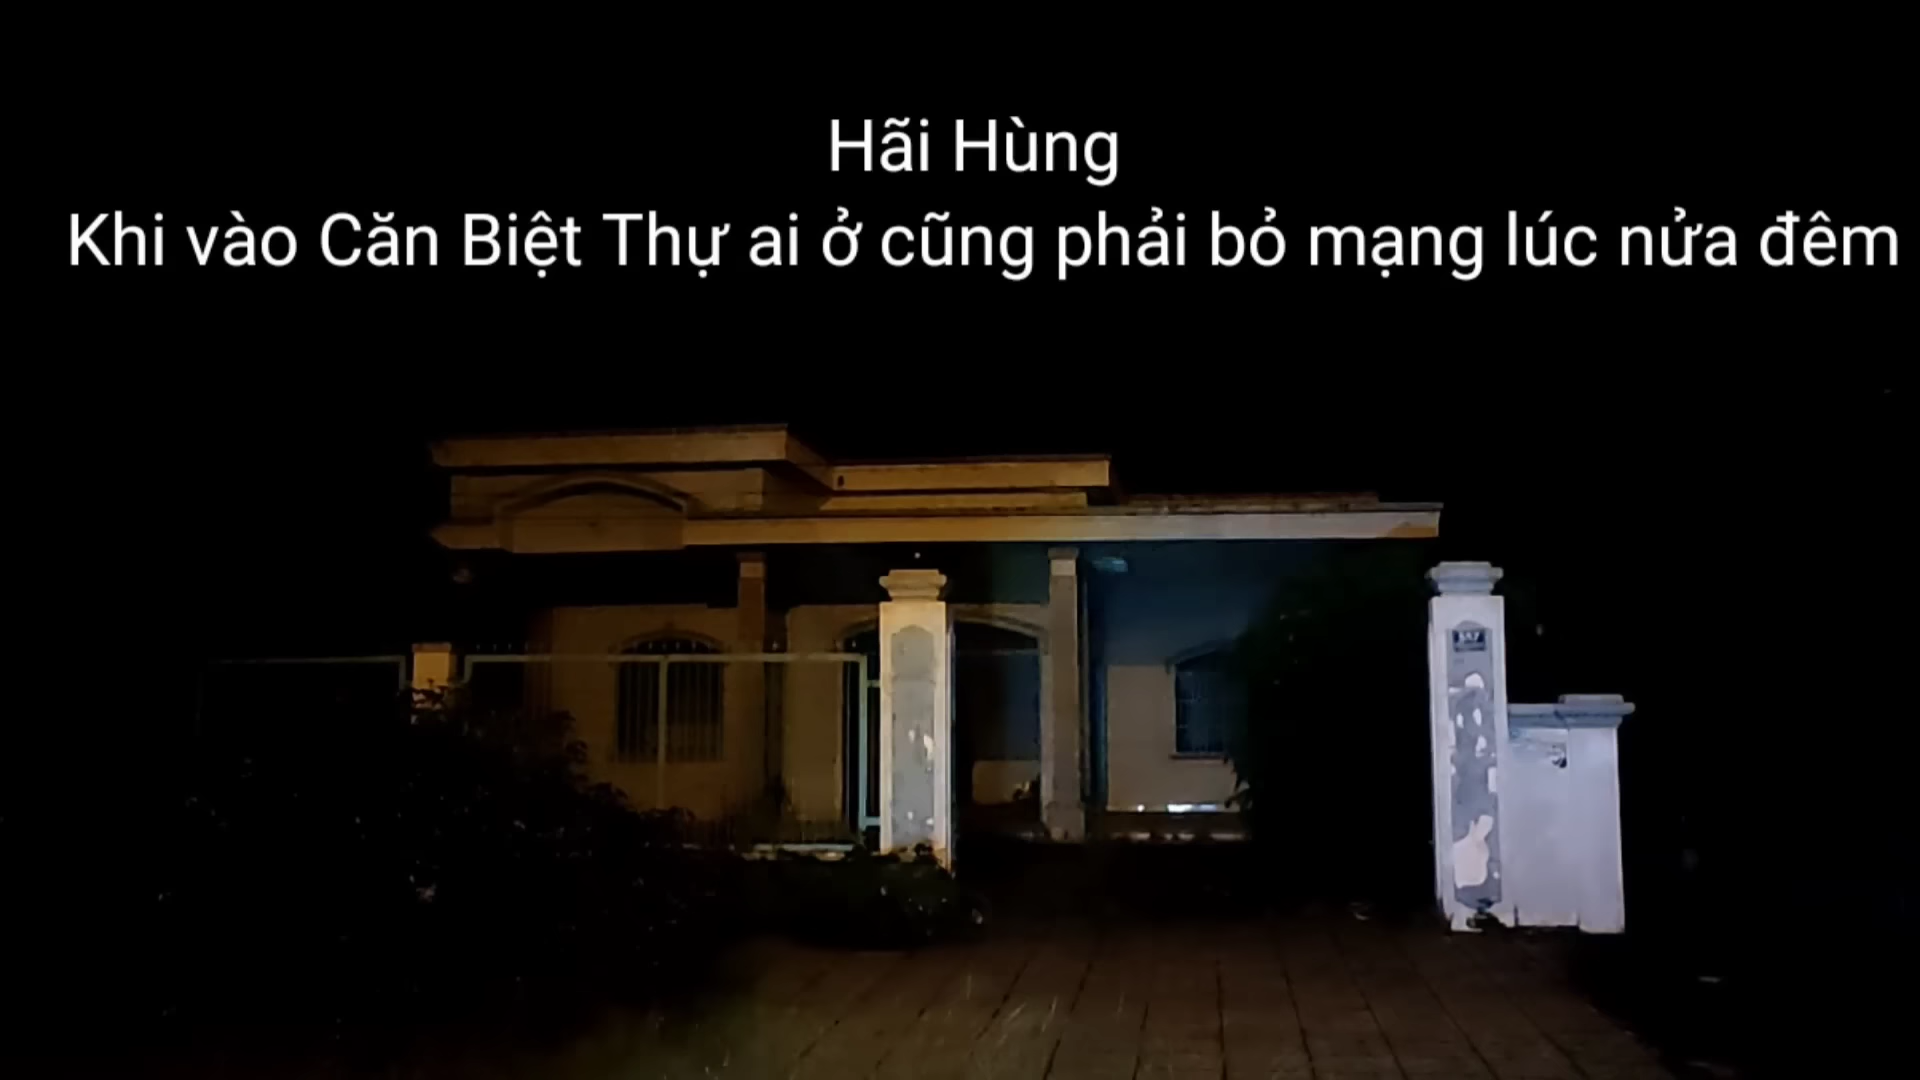 Hãi Hùng
Khi vào Căn Biệt Thự ai ở cũng phải bỏ mạng lúc nửa đêm